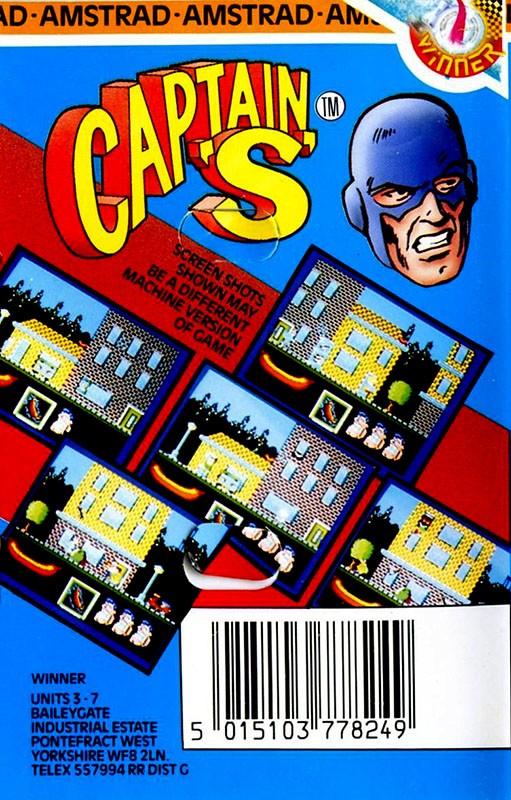 AD·AMSTRAD·AMSTRAD·AMS
WINNER
CAPTAIN
'S'
TM
SCREEN SHOTS
SHOWN MAY
BE A DIFFERENT
MACHINE VERSION
OF GAME
WINNER
UNITS 3-7
BAILEYGATE
INDUSTRIAL ESTATE
PONTEFRACT WEST
YORKSHIRE WF8 2LN.
TELEX 557994 RR DIST G
5 015103 778249